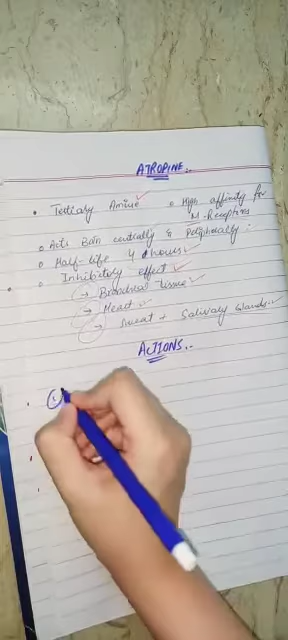 ATROPINE..
• Tertiary Amine ✓ • High affinity for
M-Receptors
• Acts Both centrally & Peripherally.
• Half-life 4 hours ✓
• Inhibitory effect ✓
→ Bronchial tissue ✓
→ Heart ✓
→ Sweat + Salivary Glands ✓
ACTIONS..